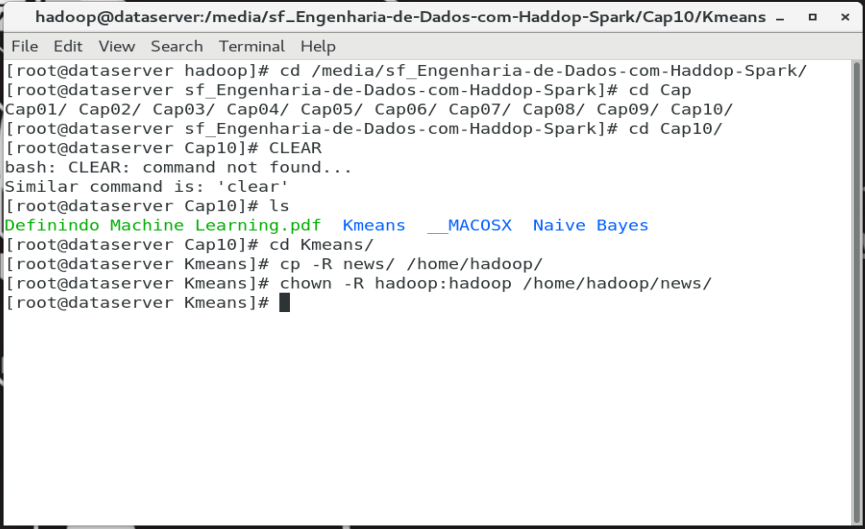 hadoop@dataserver:/media/sf_Engenharia-de-Dados-com-Haddop-Spark/Cap10/Kmeans
File Edit View Search Terminal Help
[root@dataserver hadoop]# cd /media/sf_Engenharia-de-Dados-com-Haddop-Spark/
[root@dataserver sf_Engenharia-de-Dados-com-Haddop-Spark]# cd Cap
Cap01/ Cap02/ Cap03/ Cap04/ Cap05/ Cap06/ Cap07/ Cap08/ Cap09/ Cap10/
[root@dataserver sf_Engenharia-de-Dados-com-Haddop-Spark]# cd Cap10/
[root@dataserver Cap10]# CLEAR
bash: CLEAR: command not found...
Similar command is: 'clear'
[root@dataserver Cap10]# ls
Definindo Machine Learning.pdf  Kmeans  __MACOSX  Naive Bayes
[root@dataserver Cap10]# cd Kmeans/
[root@dataserver Kmeans]# cp -R news/ /home/hadoop/
[root@dataserver Kmeans]# chown -R hadoop:hadoop /home/hadoop/news/
[root@dataserver Kmeans]#